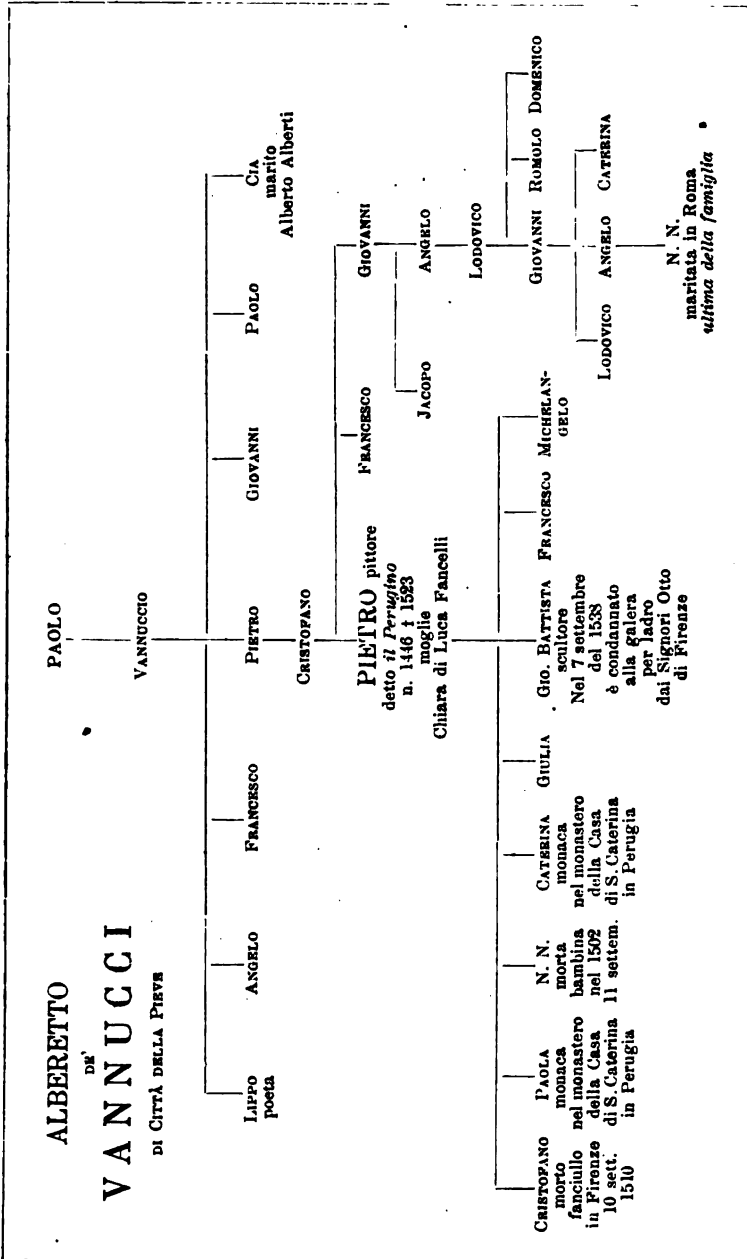 ALBERETTO
DE'
VANNUCCI
DI CITTÀ DELLA PIEVE
PAOLO
VANNUCCIO
LIPPO
poeta
ANGELO
FRANCESCO
PIETRO
GIOVANNI
PAOLO
CIA
marito
Alberto Alberti
CRISTOFANO
PIETRO pittore
detto il Perugino
n. 1446 † 1523
moglie
Chiara di Luca Fancelli
FRANCESCO
GIOVANNI
JACOPO
ANGELO
LODOVICO
GIOVANNI
ROMOLO
DOMENICO
LODOVICO
ANGELO
CATERINA
N. N.
maritata in Roma
ultima della famiglia
CRISTOFANO
morto
fanciullo
in Firenze
10 sett.
1510
PAOLA
monaca
nel monastero
della Casa
di S. Caterina
in Perugia
N. N.
morta
bambina
nel 1502
11 settem.
CATERINA
monaca
nel monastero
della Casa
di S. Caterina
in Perugia
GIULIA
GIO. BATTISTA
scultore
Nel 7 settembre
del 1538
è condannato
alla galera
per ladro
dai Signori Otto
di Firenze
FRANCESCO
MICHELAN-
GELO